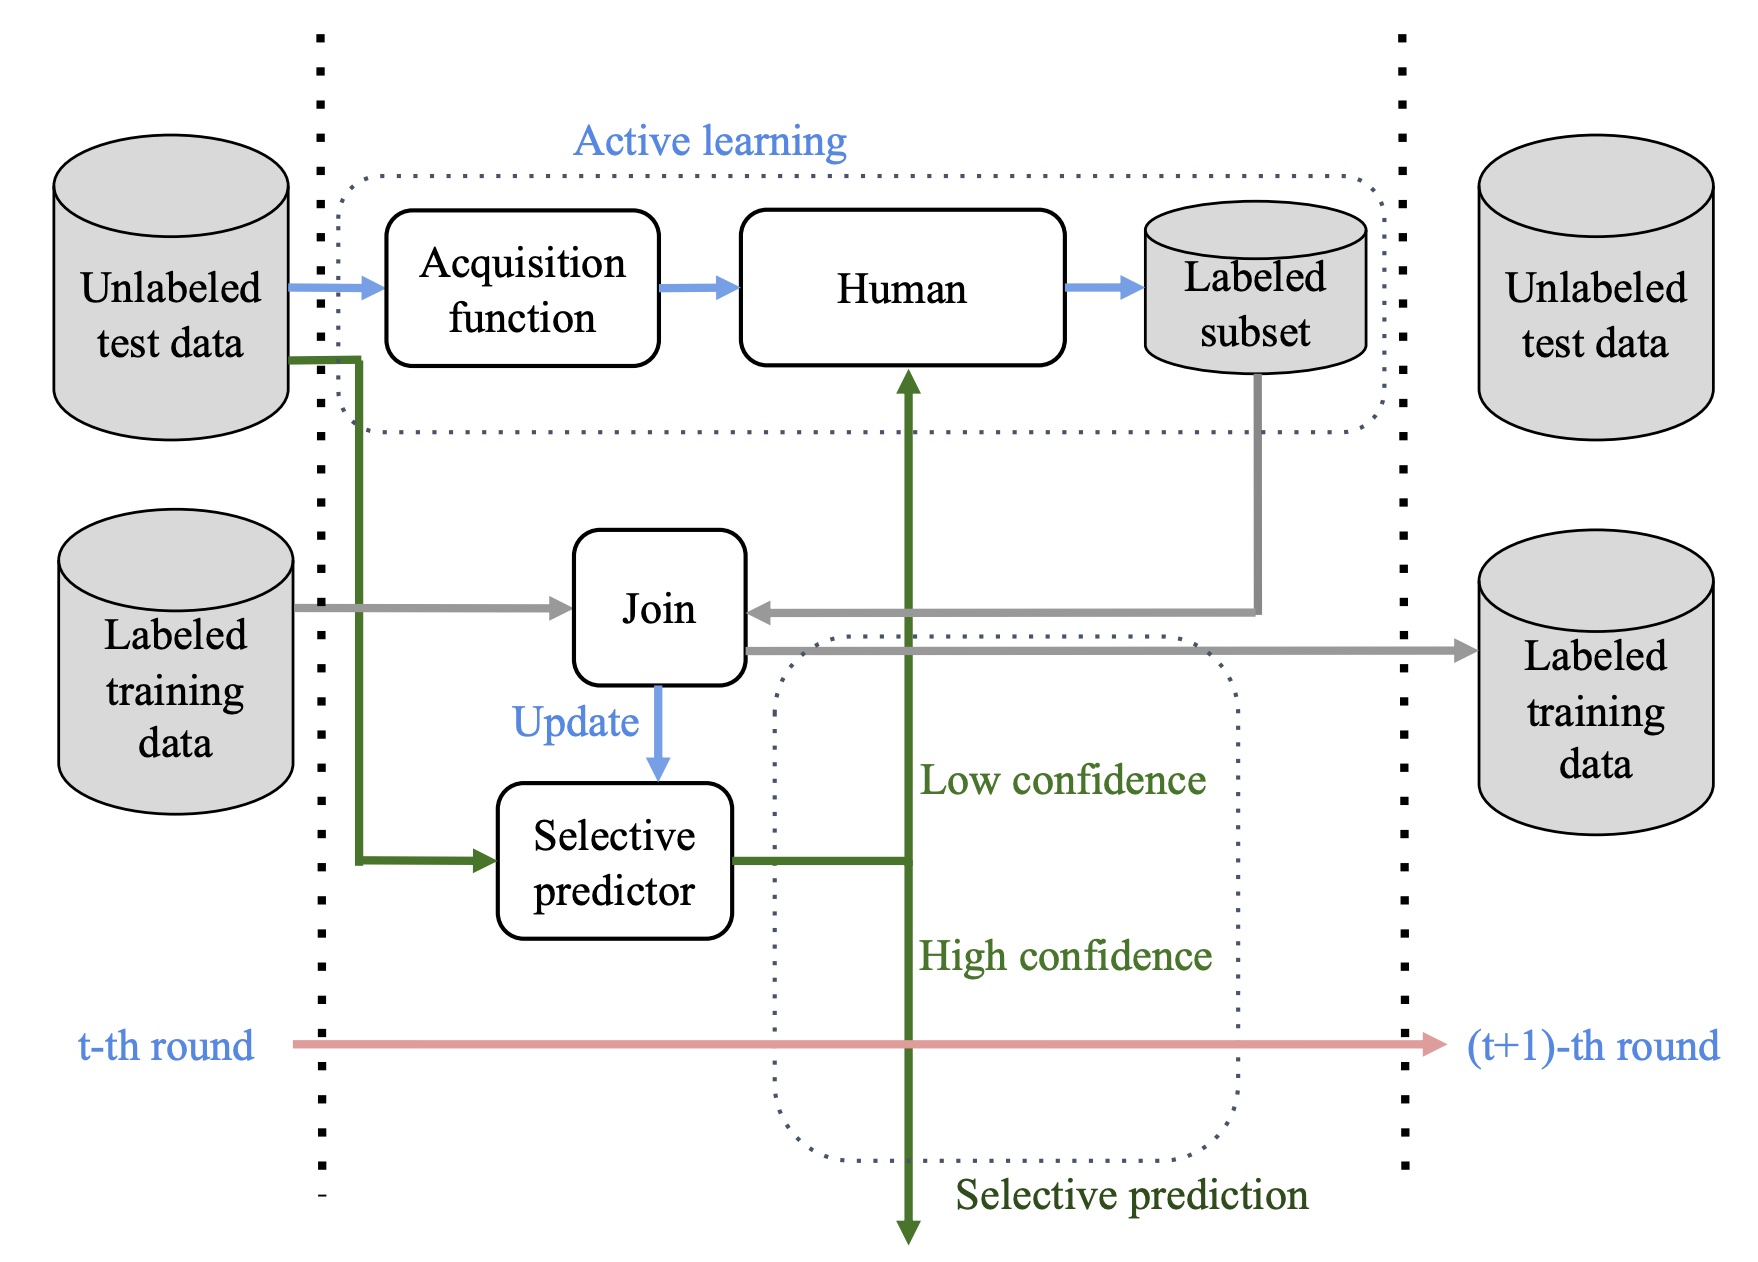 Active learning
Unlabeled
test data
Acquisition
function
Human
Labeled
subset
Unlabeled
test data
Labeled
training
data
Join
Labeled
training
data
Update
Low confidence
Selective
predictor
High confidence
t-th round
(t+1)-th round
Selective prediction